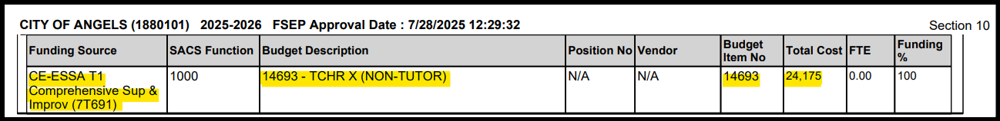 CITY OF ANGELS (1880101) 2025-2026 FSEP Approval Date : 7/28/2025 12:29:32
Section 10
Funding Source
SACS Function
Budget Description
Position No
Vendor
Budget
Item No
Total Cost
FTE
Funding
%
CE-ESSA T1
Comprehensive Sup &
Improv (7T691)
1000
14693 - TCHR X (NON-TUTOR)
N/A
N/A
14693
24,175
0.00
100